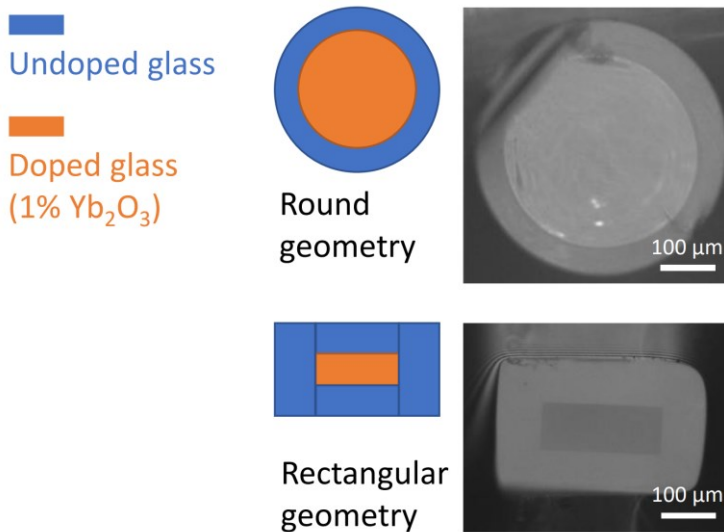 Undoped glass
Doped glass
(1% Yb₂O₃)
Round
geometry
100 μm
Rectangular
geometry
100 μm